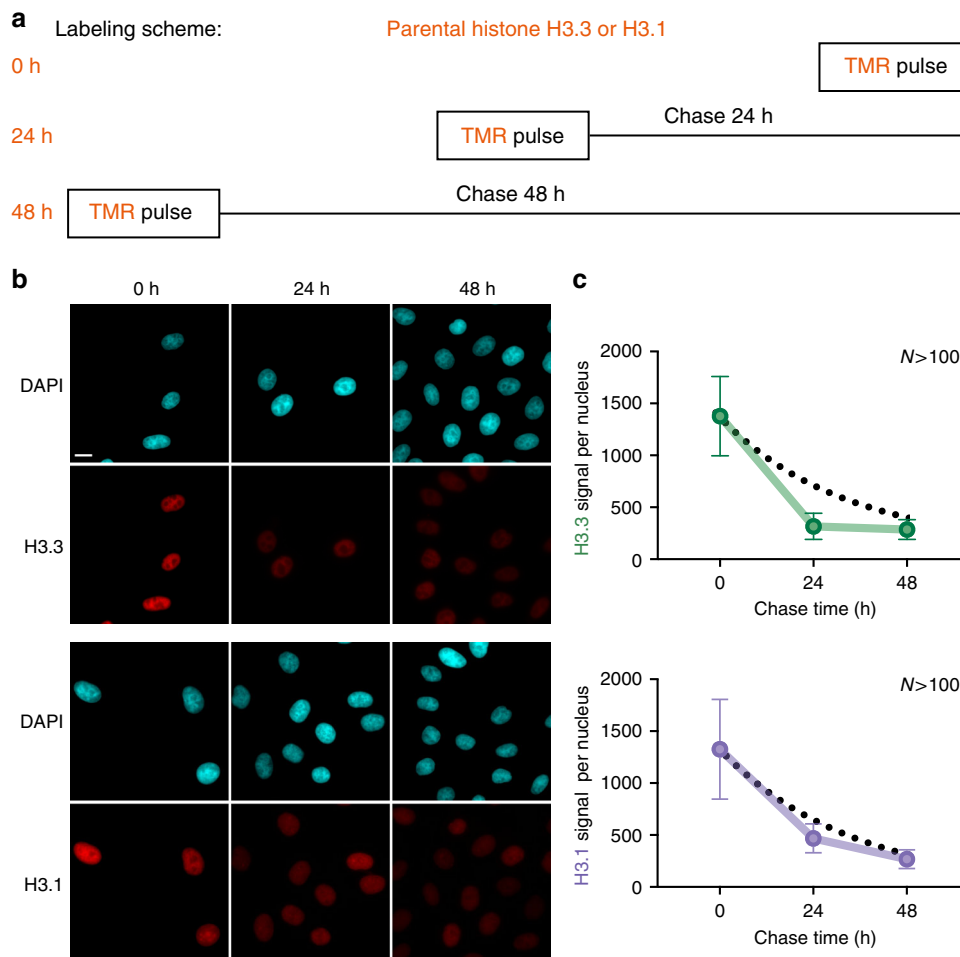 a
Labeling scheme: Parental histone H3.3 or H3.1
0 h TMR pulse
24 h TMR pulse Chase 24 h
48 h TMR pulse Chase 48 h
b
0 h 24 h 48 h
DAPI
H3.3
DAPI
H3.1
c
N>100
H3.3 signal per nucleus
2000
1500
1000
500
0
0 24 48
Chase time (h)
N>100
H3.1 signal per nucleus
2000
1500
1000
500
0
0 24 48
Chase time (h)